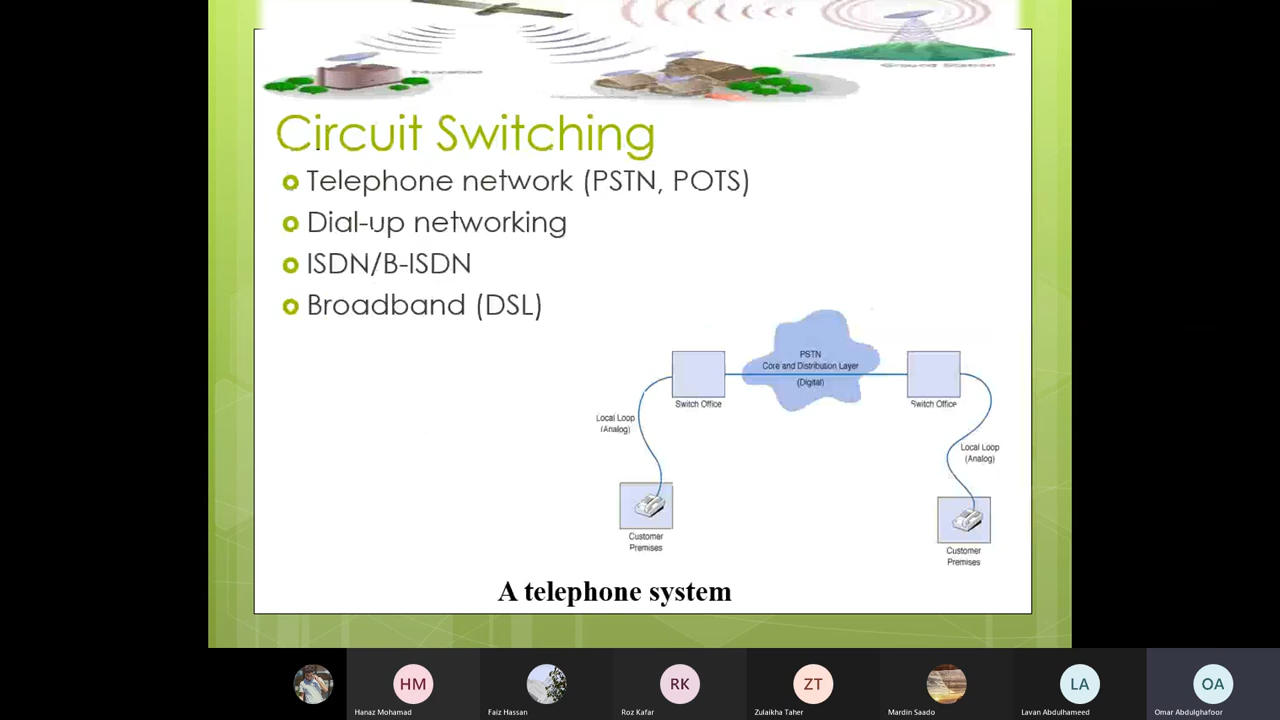 Circuit Switching
Telephone network (PSTN, POTS)
Dial-up networking
ISDN/B-ISDN
Broadband (DSL)
PSTN
Core and Distribution Layer
(Digital)
Switch Office
Switch Office
Local Loop
(Analog)
Local Loop
(Analog)
Customer
Premises
Customer
Premises
A telephone system
HM
RK
ZT
LA
OA
Hanaz Mohamad
Faiz Hassan
Roz Kafar
Zulaikha Taher
Mardin Saado
Lavan Abdulhameed
Omar Abdulghafoor